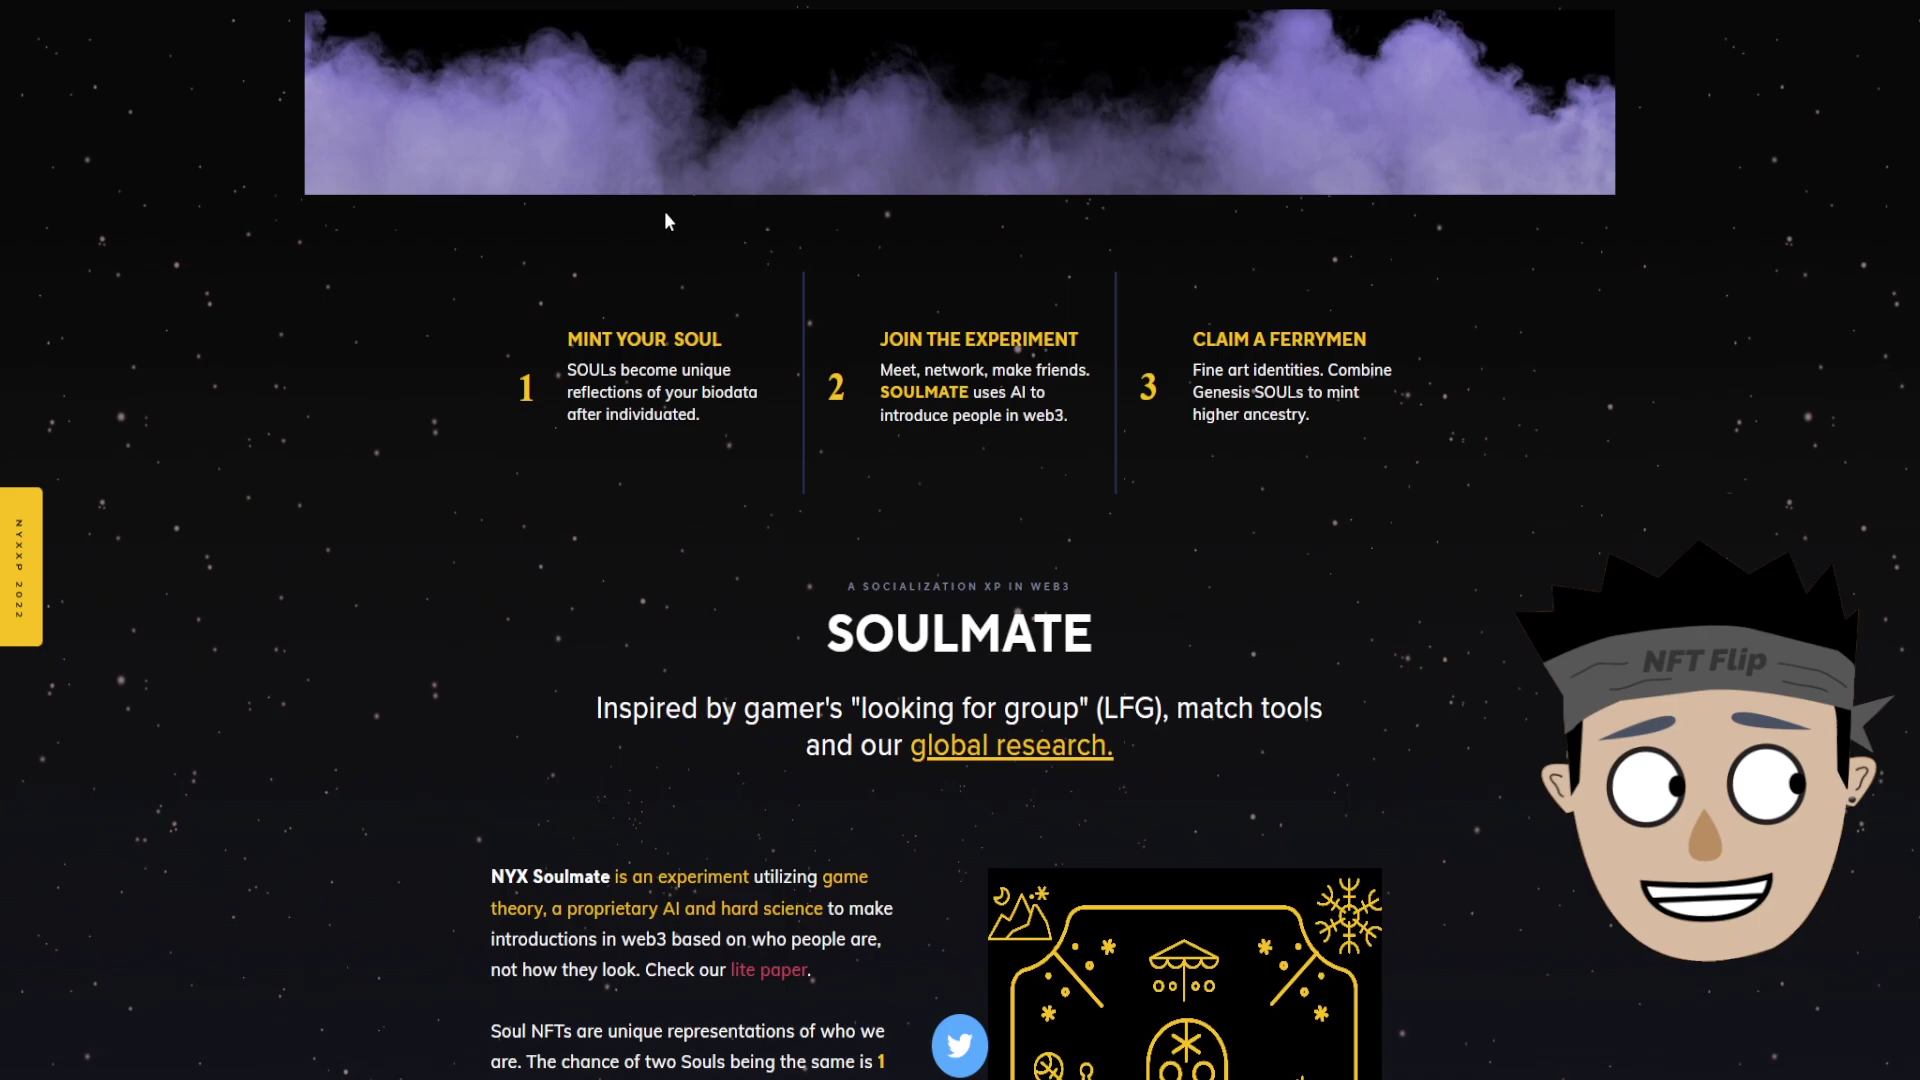 MINT YOUR SOUL
1
SOULs become unique
reflections of your biodata
after individuated.
JOIN THE EXPERIMENT
2
Meet, network, make friends.
SOULMATE uses AI to
introduce people in web3.
CLAIM A FERRYMEN
3
Fine art identities. Combine
Genesis SOULs to mint
higher ancestry.
NYXXP 2022
A SOCIALIZATION XP IN WEB3
SOULMATE
Inspired by gamer's "looking for group" (LFG), match tools
and our global research.
NFT Flip
NYX Soulmate is an experiment utilizing game
theory, a proprietary AI and hard science to make
introductions in web3 based on who people are,
not how they look. Check our lite paper.
Soul NFTs are unique representations of who we
are. The chance of two Souls being the same is 1